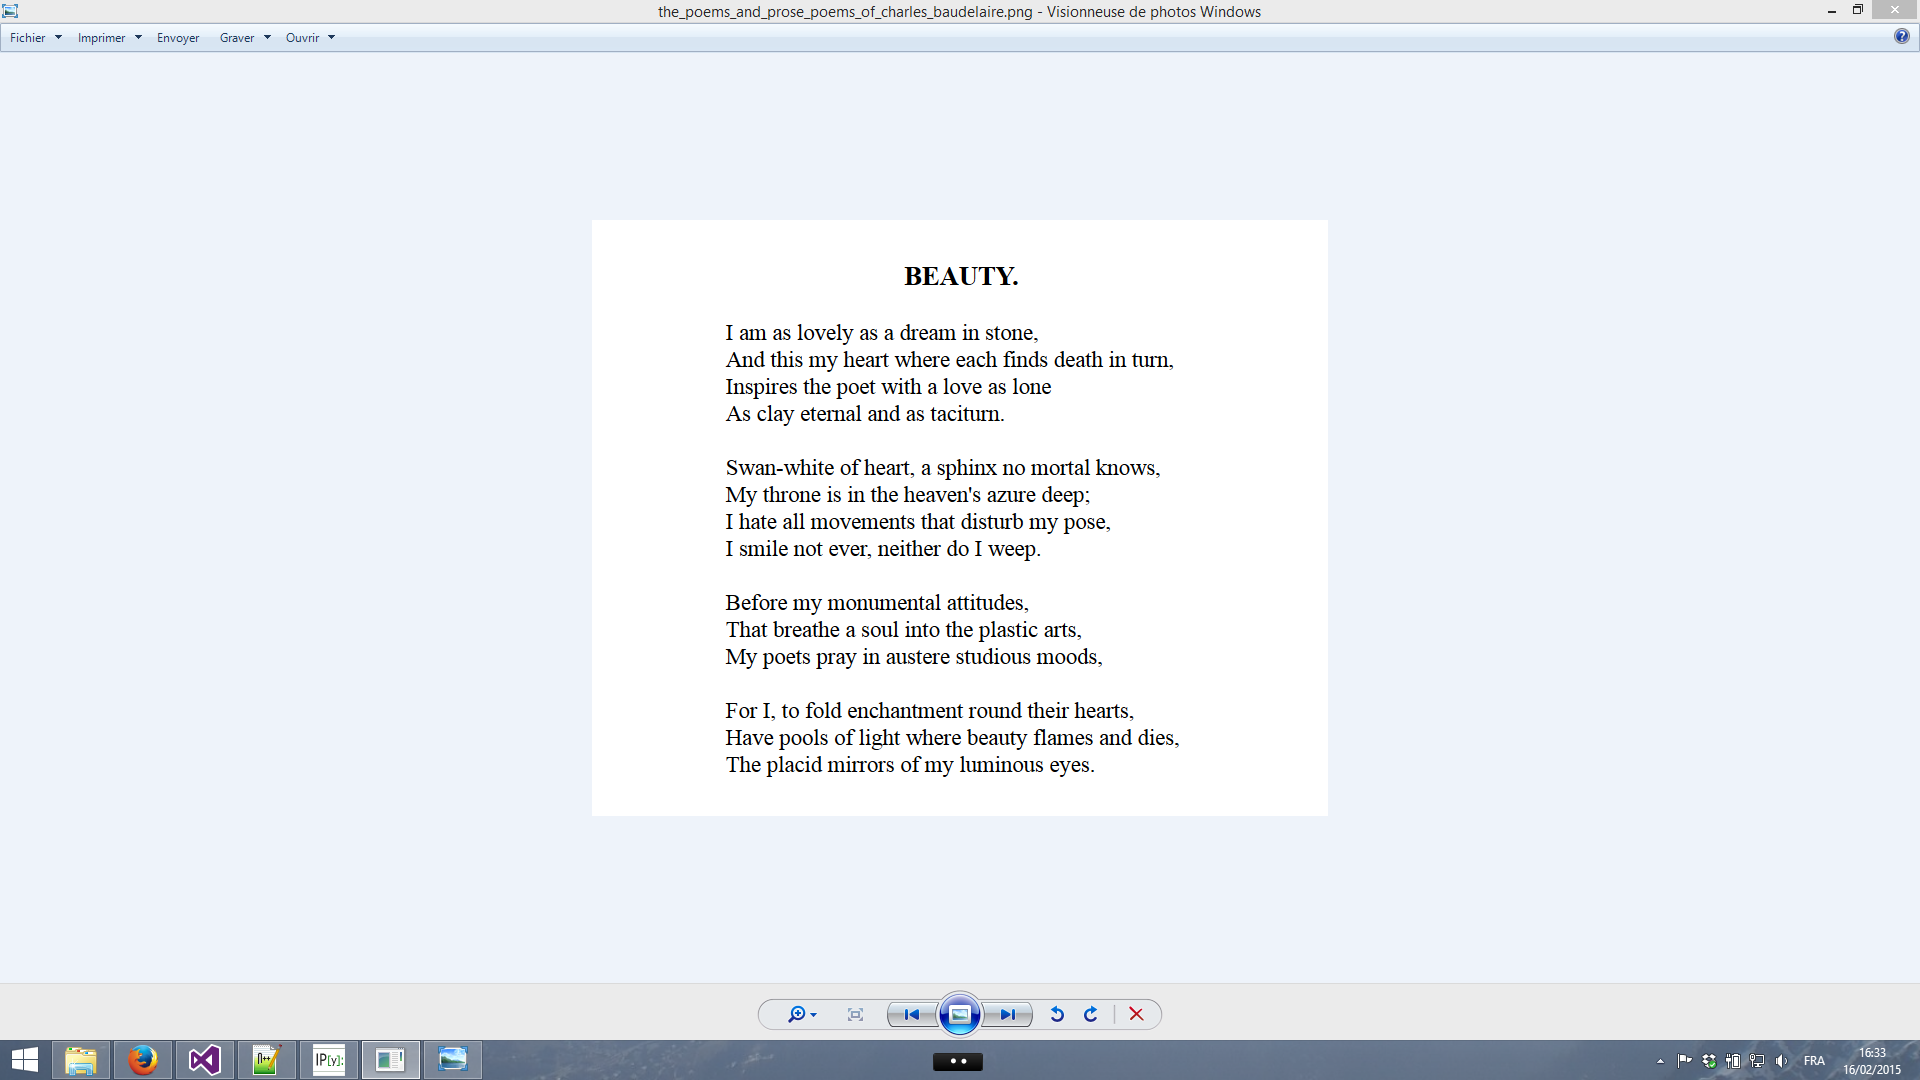 the_poems_and_prose_poems_of_charles_baudelaire.png - Visionneuse de photos Windows
Fichier Imprimer Envoyer Graver Ouvrir
BEAUTY.
I am as lovely as a dream in stone,
And this my heart where each finds death in turn,
Inspires the poet with a love as lone
As clay eternal and as taciturn.
Swan-white of heart, a sphinx no mortal knows,
My throne is in the heaven's azure deep;
I hate all movements that disturb my pose,
I smile not ever, neither do I weep.
Before my monumental attitudes,
That breathe a soul into the plastic arts,
My poets pray in austere studious moods,
For I, to fold enchantment round their hearts,
Have pools of light where beauty flames and dies,
The placid mirrors of my luminous eyes.
IP[y]:
FRA
16:33
16/02/2015